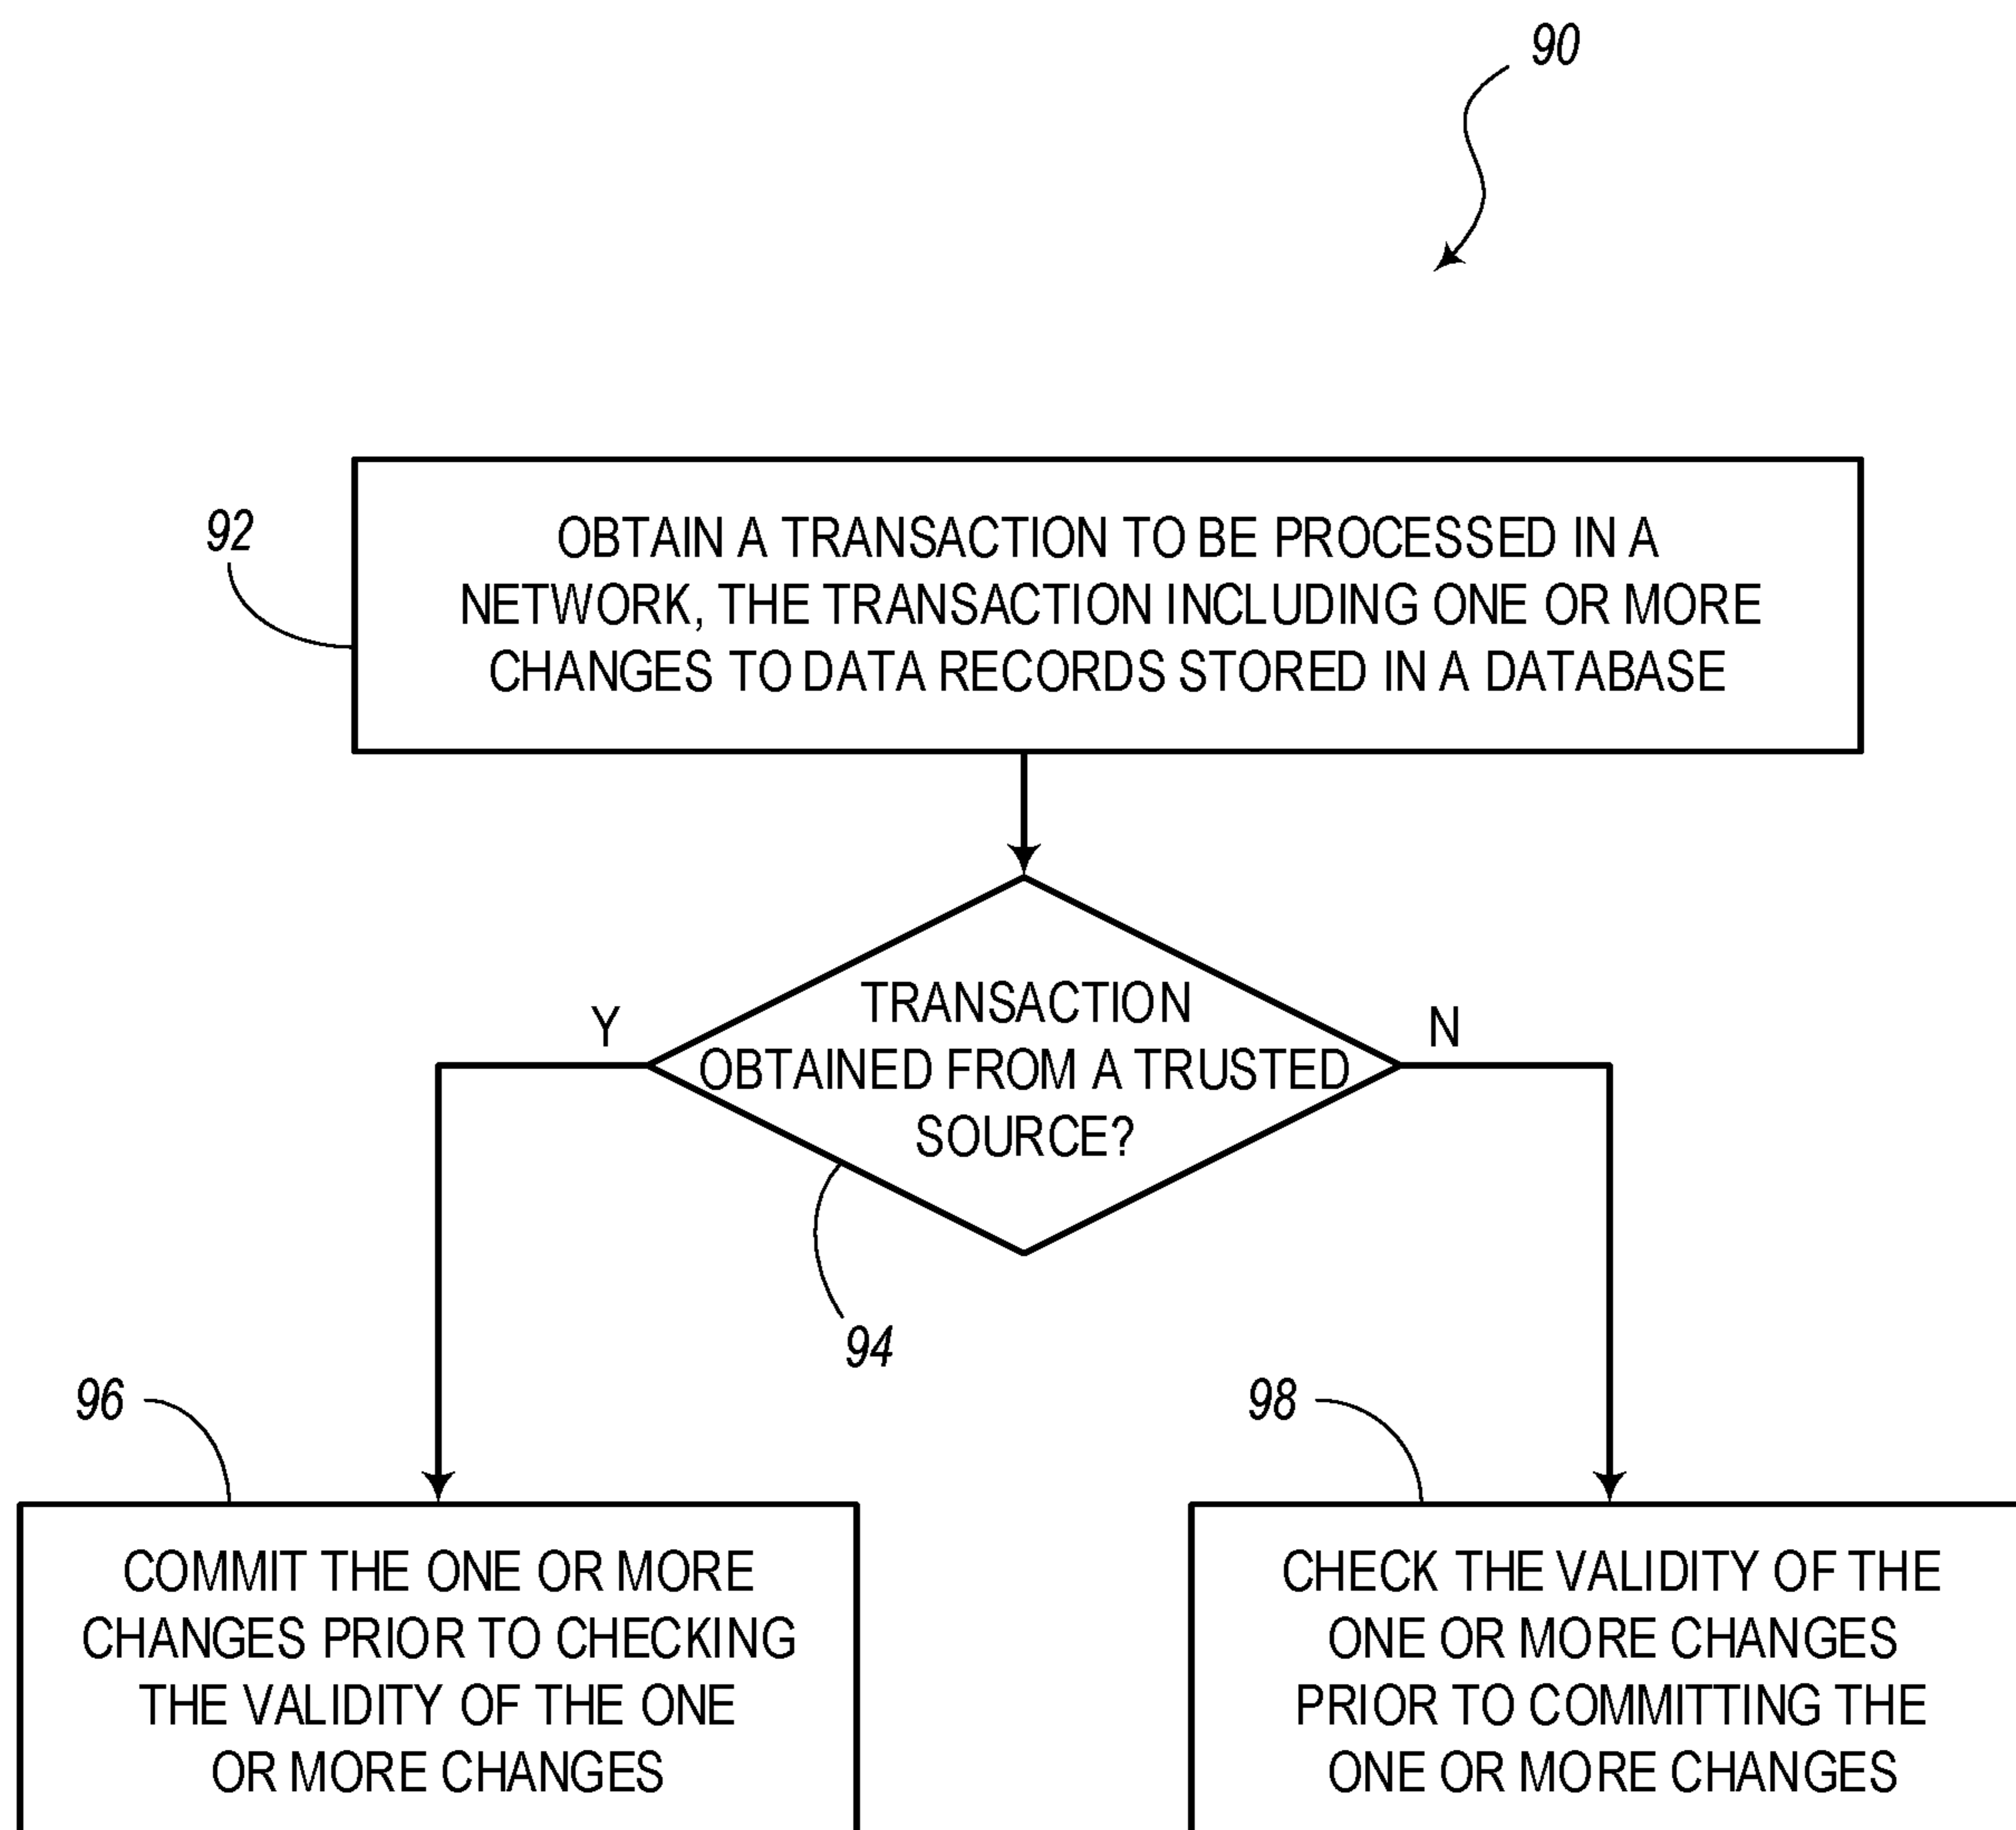 90
92
OBTAIN A TRANSACTION TO BE PROCESSED IN A
NETWORK, THE TRANSACTION INCLUDING ONE OR MORE
CHANGES TO DATA RECORDS STORED IN A DATABASE
Y
TRANSACTION
OBTAINED FROM A TRUSTED
SOURCE?
N
94
96
COMMIT THE ONE OR MORE
CHANGES PRIOR TO CHECKING
THE VALIDITY OF THE ONE
OR MORE CHANGES
98
CHECK THE VALIDITY OF THE
ONE OR MORE CHANGES
PRIOR TO COMMITTING THE
ONE OR MORE CHANGES